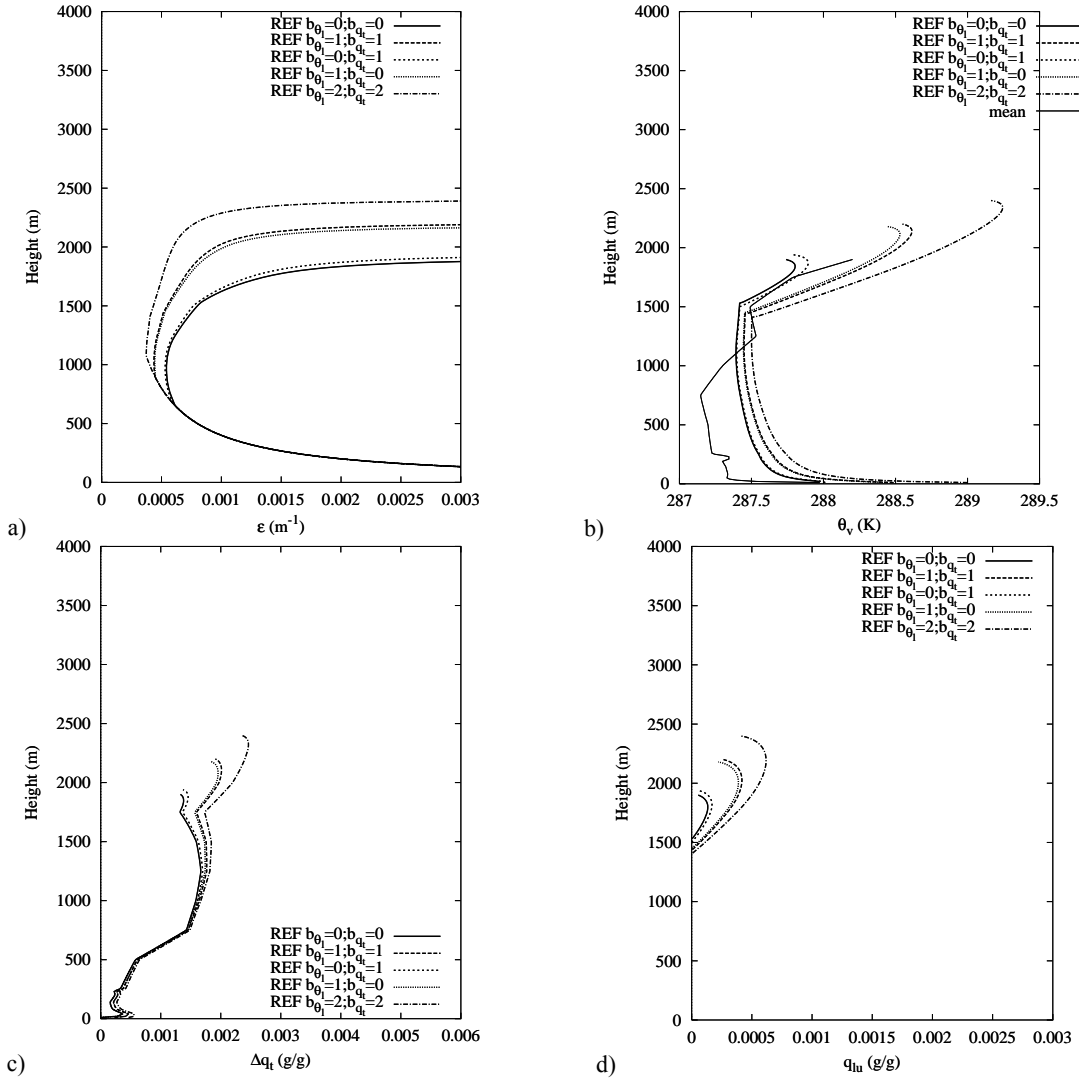 REF bθl=0;bqt=0
REF bθl=1;bqt=1
REF bθl=0;bqt=1
REF bθl=1;bqt=0
REF bθl=2;bqt=2
4000
3500
3000
2500
2000
1500
1000
500
0
Height (m)
0 0.0005 0.001 0.0015 0.002 0.0025 0.003
ε (m-1)
a)
REF bθl=0;bqt=0
REF bθl=1;bqt=1
REF bθl=0;bqt=1
REF bθl=1;bqt=0
REF bθl=2;bqt=2
mean
4000
3500
3000
2500
2000
1500
1000
500
0
Height (m)
287 287.5 288 288.5 289 289.5
θv (K)
b)
4000
3500
3000
2500
2000
1500
1000
500
0
Height (m)
REF bθl=0;bqt=0
REF bθl=1;bqt=1
REF bθl=0;bqt=1
REF bθl=1;bqt=0
REF bθl=2;bqt=2
0 0.001 0.002 0.003 0.004 0.005 0.006
Δqt (g/g)
c)
REF bθl=0;bqt=0
REF bθl=1;bqt=1
REF bθl=0;bqt=1
REF bθl=1;bqt=0
REF bθl=2;bqt=2
4000
3500
3000
2500
2000
1500
1000
500
0
Height (m)
0 0.0005 0.001 0.0015 0.002 0.0025 0.003
qlu (g/g)
d)